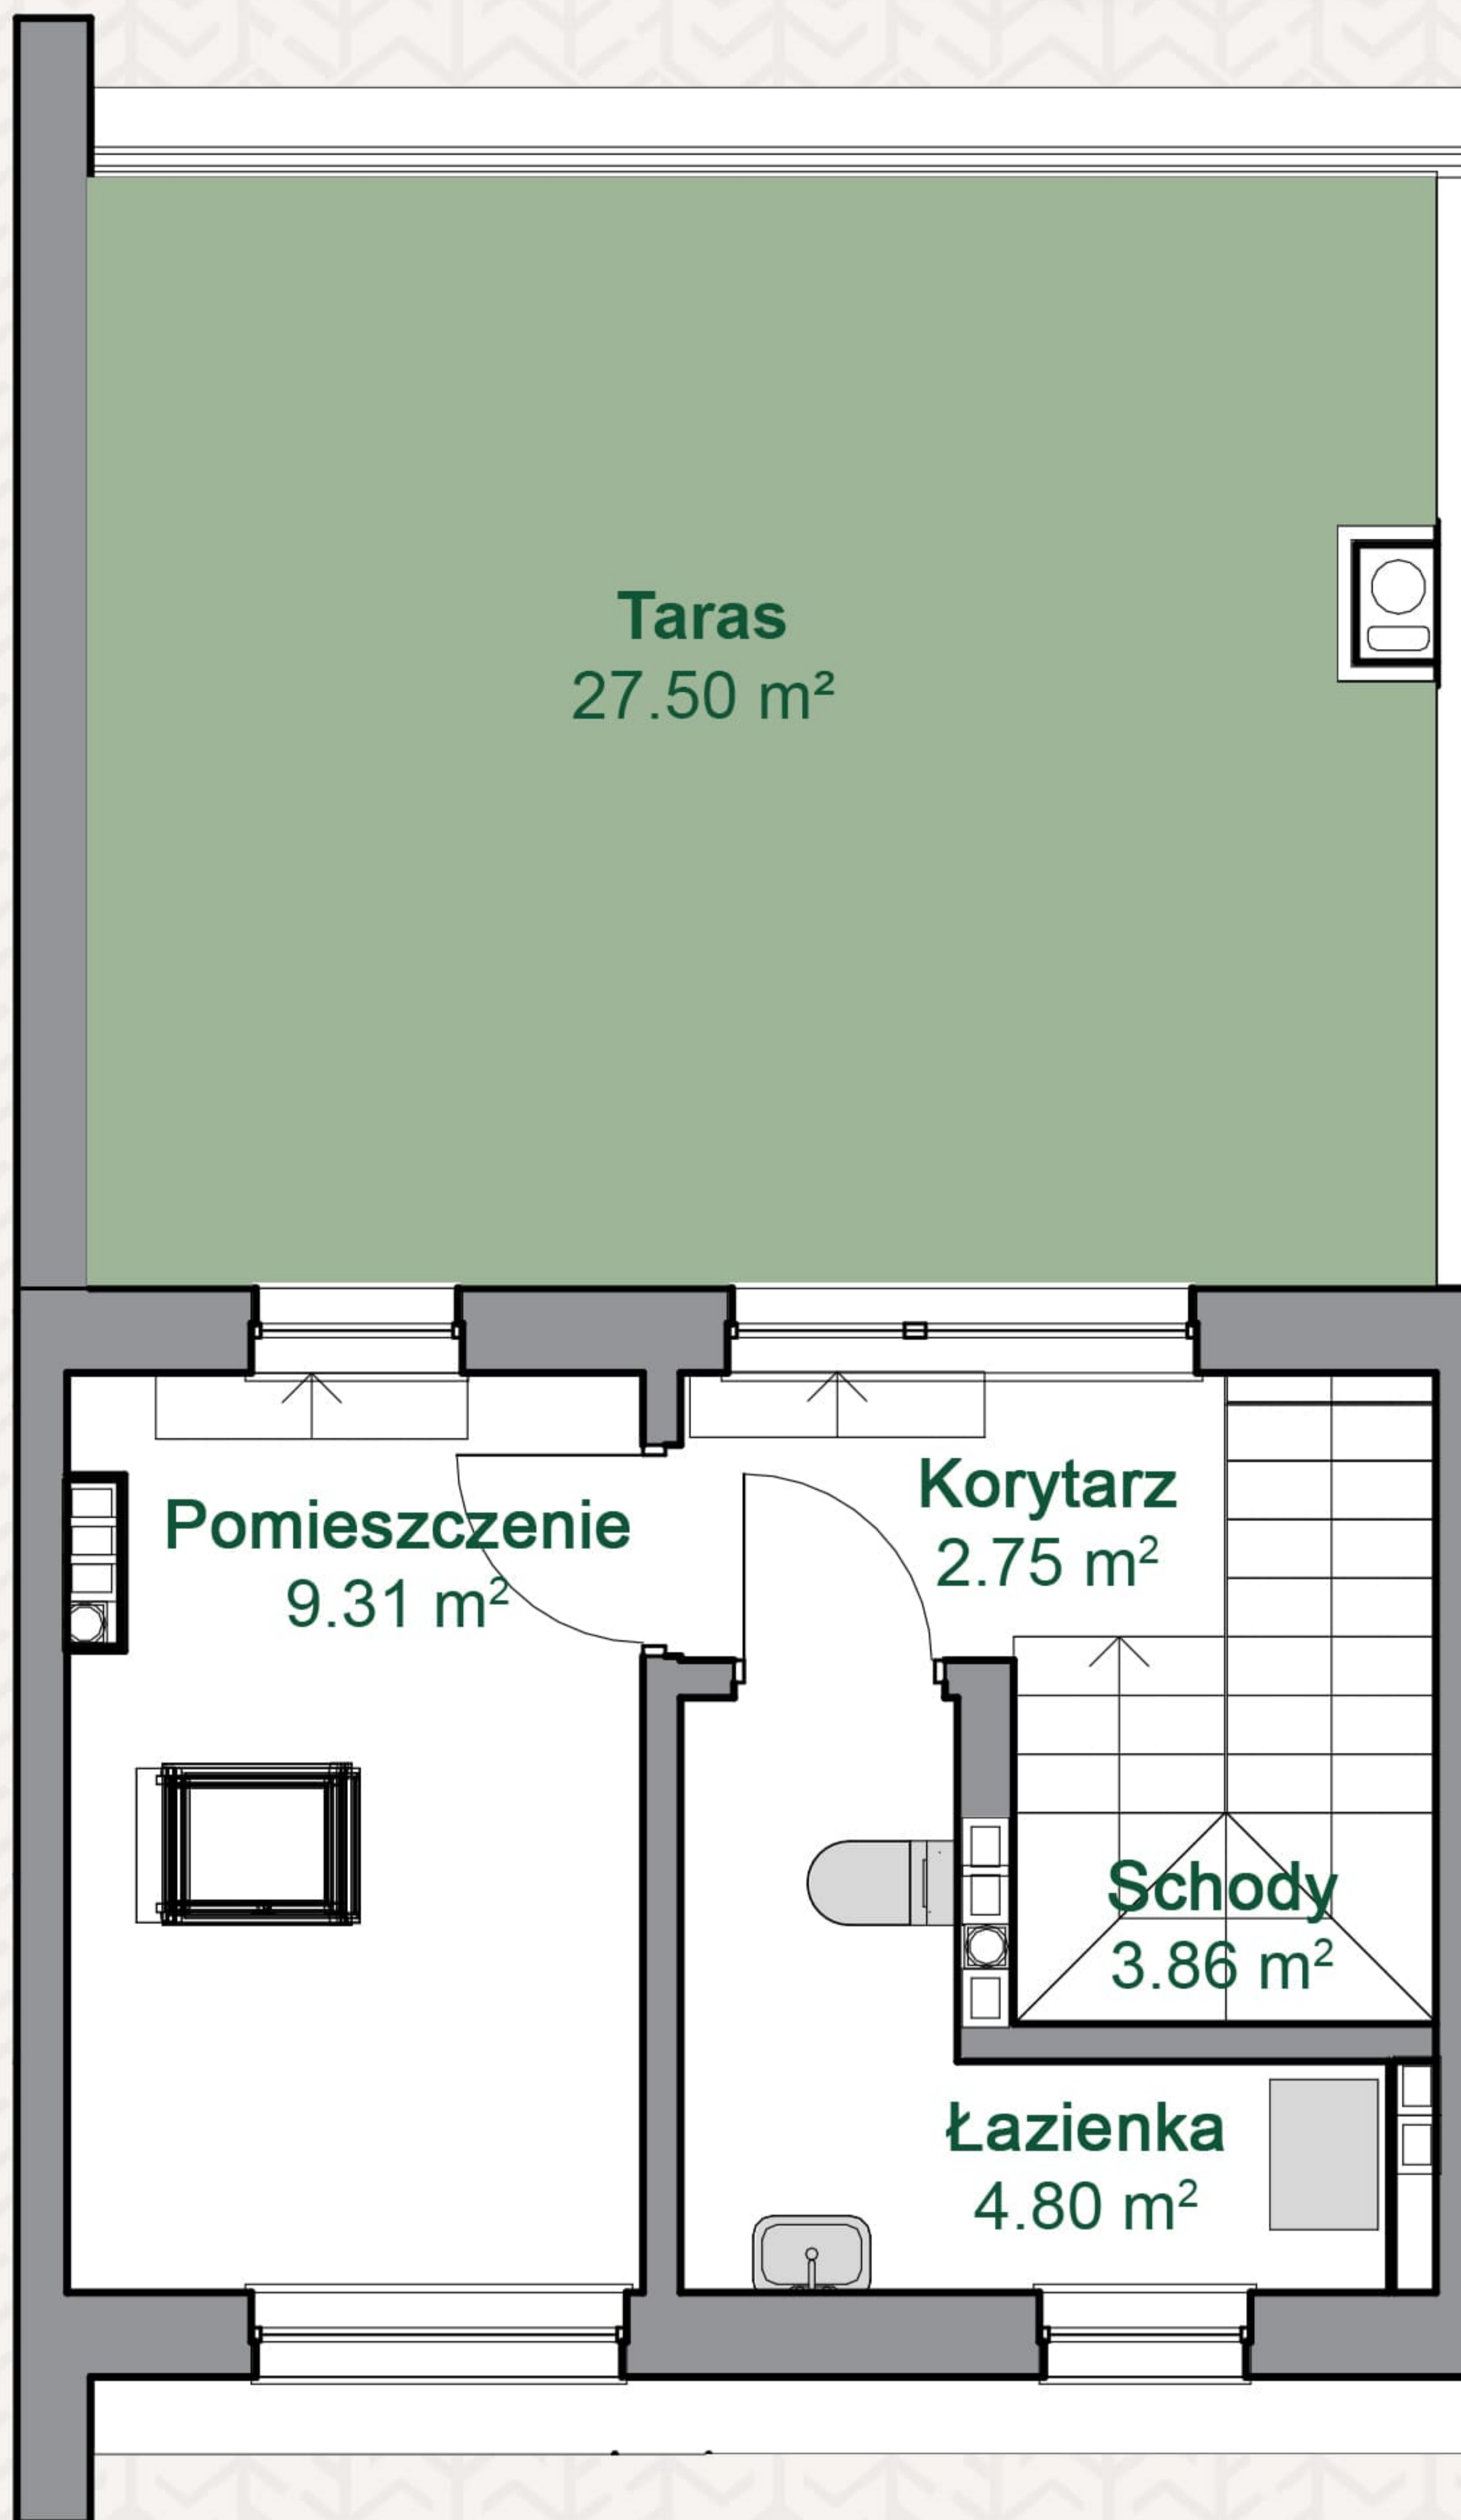 Taras
27.50 m²
Korytarz
2.75 m²
Pomieszczenie
9.31 m²
Schody
3.86 m²
Łazienka
4.80 m²